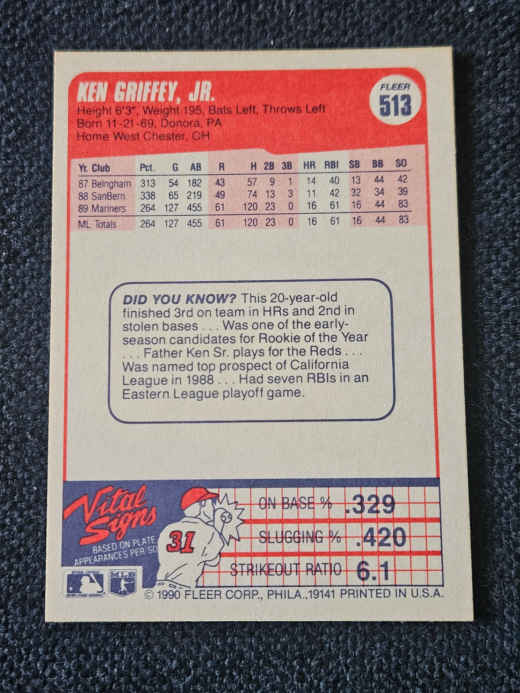 KEN GRIFFEY, JR.
FLEER
513
Height 6'3", Weight 195, Bats Left, Throws Left
Born 11-21-69, Donora, PA
Home West Chester, OH
Yr. Club Pct. G AB R H 2B 3B HR RBI SB BB SO
87 Belngham 313 54 182 43 57 9 1 14 40 13 44 42
88 SanBern 338 65 219 49 74 13 3 11 42 32 34 39
89 Mariners 264 127 455 61 120 23 0 16 61 16 44 83
ML Totals 264 127 455 61 120 23 0 16 61 16 44 83
DID YOU KNOW? This 20-year-old
finished 3rd on team in HRs and 2nd in
stolen bases . . . Was one of the early-
season candidates for Rookie of the Year
. . . Father Ken Sr. plays for the Reds . . .
Was named top prospect of California
League in 1988 . . . Had seven RBIs in an
Eastern League playoff game.
Vital
Signs
BASED ON PLATE
APPEARANCES PER SO
31
ON BASE % .329
SLUGGING % .420
STRIKEOUT RATIO 6.1
© 1990 FLEER CORP., PHILA., 19141 PRINTED IN U.S.A.